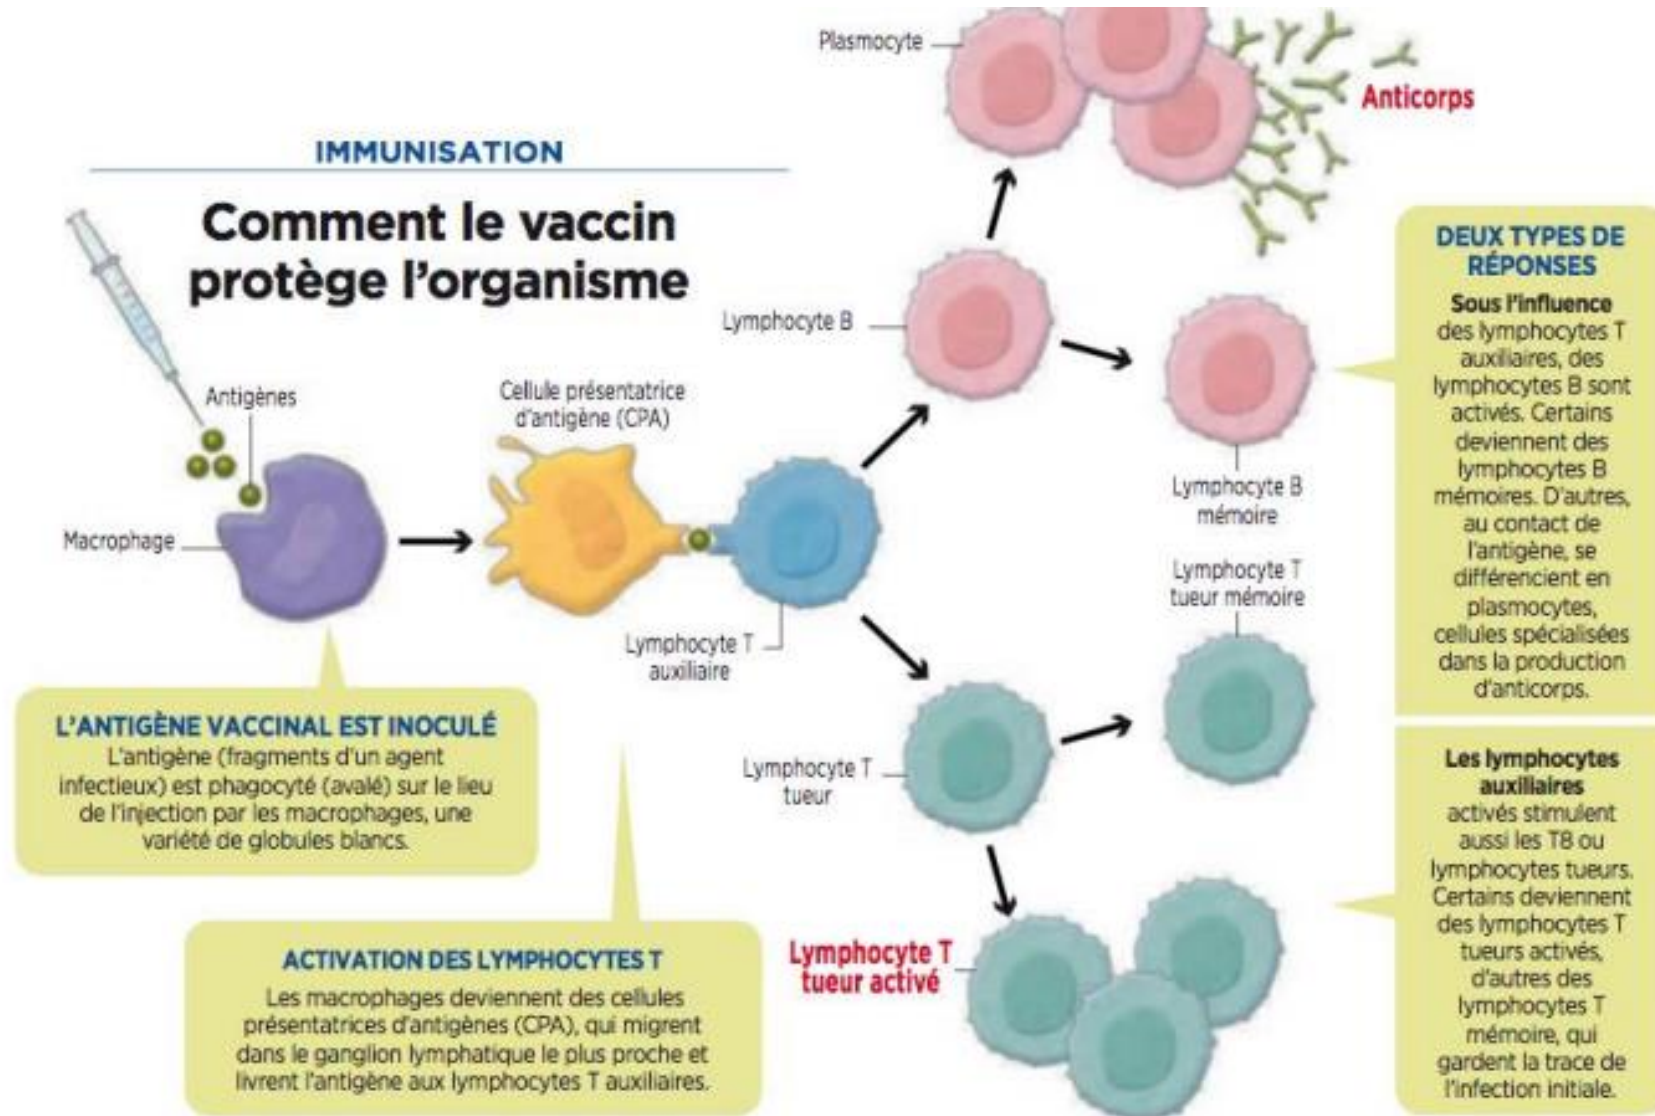 Plasmocyte
Anticorps
IMMUNISATION
Comment le vaccin
protège l'organisme
Antigènes
Macrophage
Cellule présentatrice
d'antigène (CPA)
Lymphocyte T
auxiliaire
Lymphocyte B
Lymphocyte B
mémoire
Lymphocyte T
tueur mémoire
Lymphocyte T
tueur
Lymphocyte T
tueur activé
L'ANTIGÈNE VACCINAL EST INOCULÉ
L'antigène (fragments d'un agent
infectieux) est phagocyté (avalé) sur le lieu
de l'injection par les macrophages, une
variété de globules blancs.
ACTIVATION DES LYMPHOCYTES T
Les macrophages deviennent des cellules
présentatrices d'antigènes (CPA), qui migrent
dans le ganglion lymphatique le plus proche et
livrent l'antigène aux lymphocytes T auxiliaires.
DEUX TYPES DE
RÉPONSES
Sous l'influence
des lymphocytes T
auxiliaires, des
lymphocytes B sont
activés. Certains
deviennent des
lymphocytes B
mémoires. D'autres,
au contact de
l'antigène, se
différencient en
plasmocytes,
cellules spécialisées
dans la production
d'anticorps.
Les lymphocytes
auxiliaires
activés stimulent
aussi les T8 ou
lymphocytes tueurs.
Certains deviennent
des lymphocytes T
tueurs activés,
d'autres des
lymphocytes T
mémoire, qui
gardent la trace de
l'infection initiale.